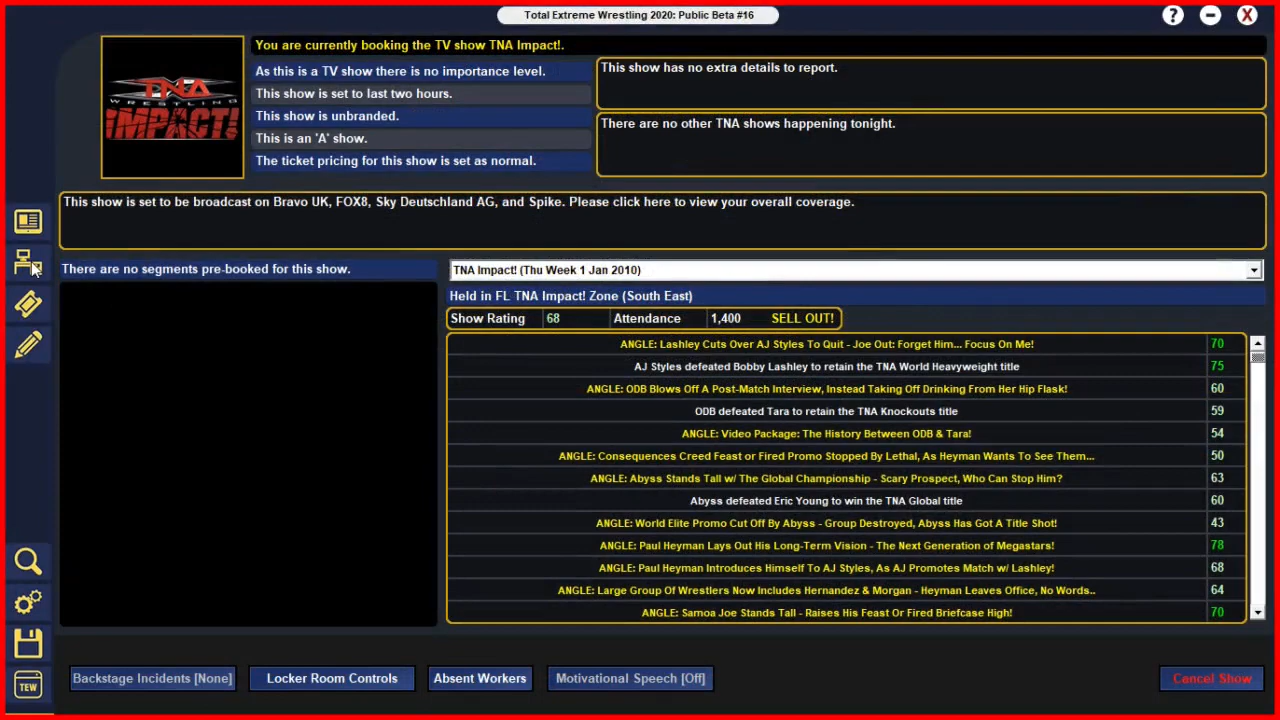 Total Extreme Wrestling 2020: Public Beta #16
? X
TNA
WRESTLING
IMPACT!
You are currently booking the TV show TNA Impact!.
As this is a TV show there is no importance level.
This show is set to last two hours.
This show is unbranded.
This is an 'A' show.
The ticket pricing for this show is set as normal.
This show has no extra details to report.
There are no other TNA shows happening tonight.
This show is set to be broadcast on Bravo UK, FOX8, Sky Deutschland AG, and Spike. Please click here to view your overall coverage.
There are no segments pre-booked for this show.
TNA Impact! (Thu Week 1 Jan 2010)
Held in FL TNA Impact! Zone (South East)
Show Rating 68 Attendance 1,400 SELL OUT!
ANGLE: Lashley Cuts Over AJ Styles To Quit - Joe Out: Forget Him... Focus On Me! 70
AJ Styles defeated Bobby Lashley to retain the TNA World Heavyweight title 75
ANGLE: ODB Blows Off A Post-Match Interview, Instead Taking Off Drinking From Her Hip Flask! 60
ODB defeated Tara to retain the TNA Knockouts title 59
ANGLE: Video Package: The History Between ODB & Tara! 54
ANGLE: Consequences Creed Feast or Fired Promo Stopped By Lethal, As Heyman Wants To See Them... 50
ANGLE: Abyss Stands Tall w/ The Global Championship - Scary Prospect, Who Can Stop Him? 63
Abyss defeated Eric Young to win the TNA Global title 60
ANGLE: World Elite Promo Cut Off By Abyss - Group Destroyed, Abyss Has Got A Title Shot! 43
ANGLE: Paul Heyman Lays Out His Long-Term Vision - The Next Generation of Megastars! 78
ANGLE: Paul Heyman Introduces Himself To AJ Styles, As AJ Promotes Match w/ Lashley! 68
ANGLE: Large Group Of Wrestlers Now Includes Hernandez & Morgan - Heyman Leaves Office, No Words.. 64
ANGLE: Samoa Joe Stands Tall - Raises His Feast Or Fired Briefcase High! 70
TEW
Backstage Incidents [None] Locker Room Controls Absent Workers Motivational Speech [Off] Cancel Show